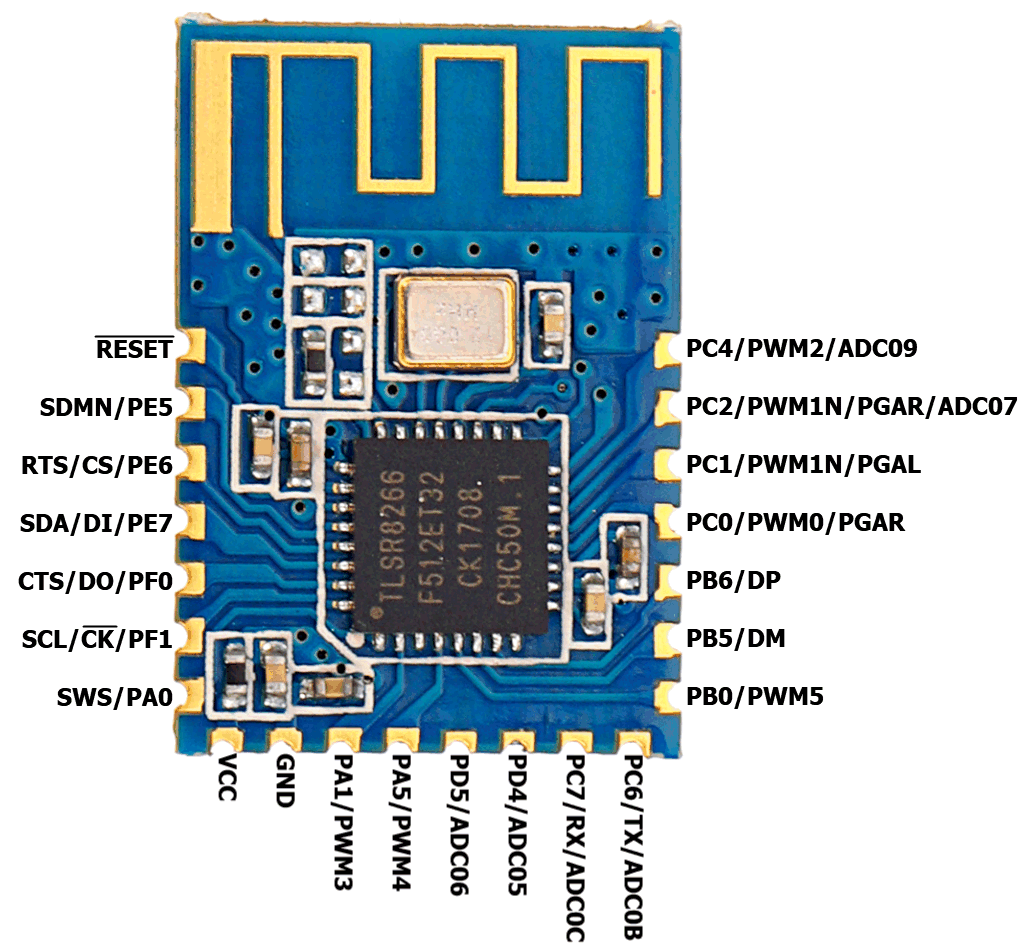 RESET
SDMN/PE5
RTS/CS/PE6
SDA/DI/PE7
CTS/DO/PF0
SCL/CK/PF1
SWS/PA0
VCC
GND
PA1/PWM3
PA5/PWM4
PD5/ADC06
PD4/ADC05
PC7/RX/ADC0C
PC6/TX/ADC0B
PC4/PWM2/ADC09
PC2/PWM1N/PGAR/ADC07
PC1/PWM1N/PGAL
PC0/PWM0/PGAR
PB6/DP
PB5/DM
PB0/PWM5
TLSR8266
F512ET32
CK1708
CHC50M.1